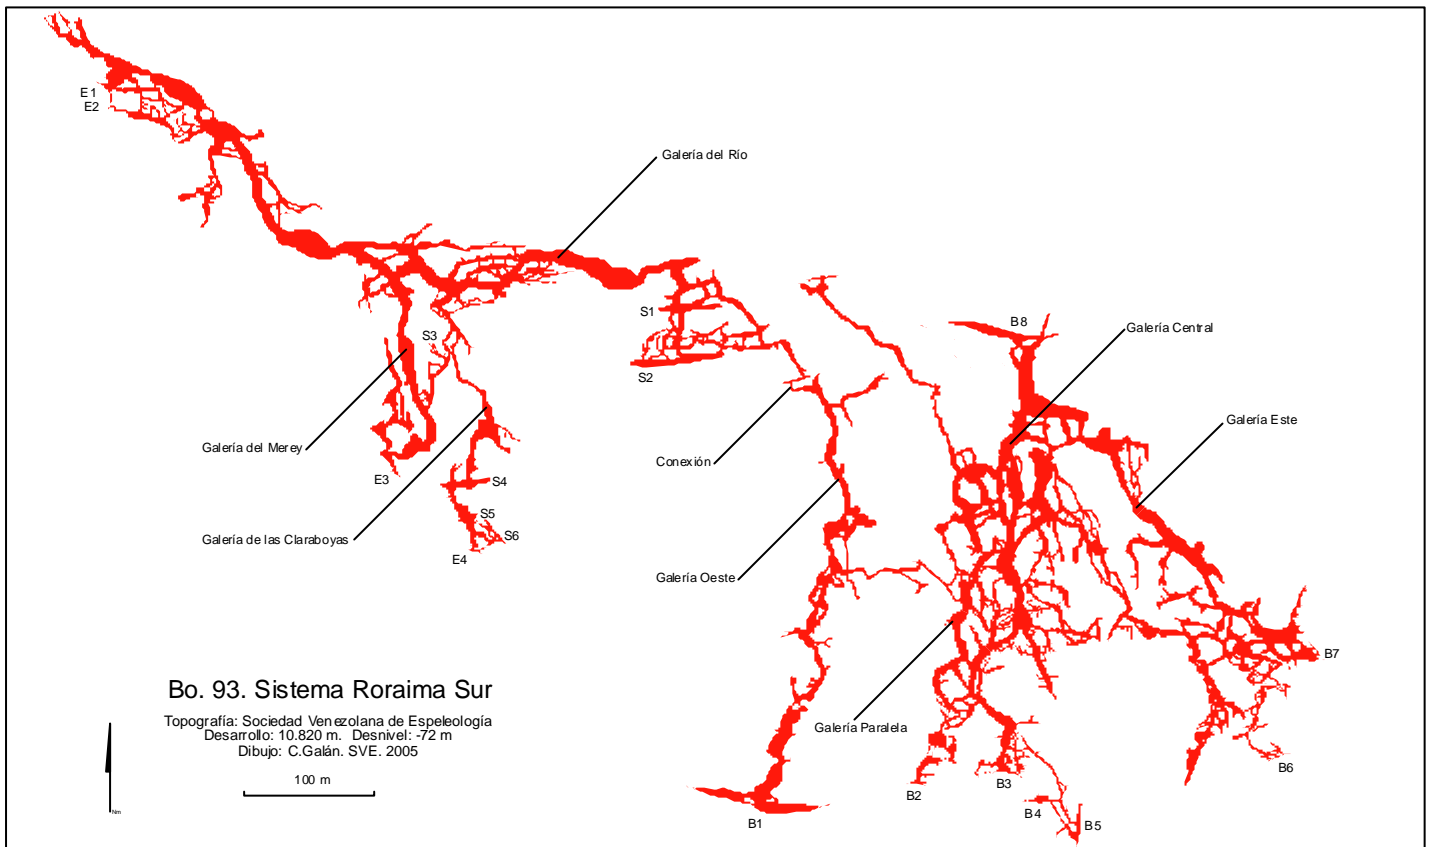 E1
E2
Galería del Río
S1
B8
Galería Central
S3
S2
Galería Este
Galería del Merey
Conexión
E3
S4
S5
S6
Galería de las Claraboyas
E4
Galería Oeste
B7
Bo. 93. Sistema Roraima Sur
Topografía: Sociedad Venezolana de Espeleología
Desarrollo: 10.820 m. Desnivel: -72 m
Dibujo: C.Galán. SVE. 2005
Galería Paralela
100 m
B6
B3
B2
Nm
B4
B1
B5